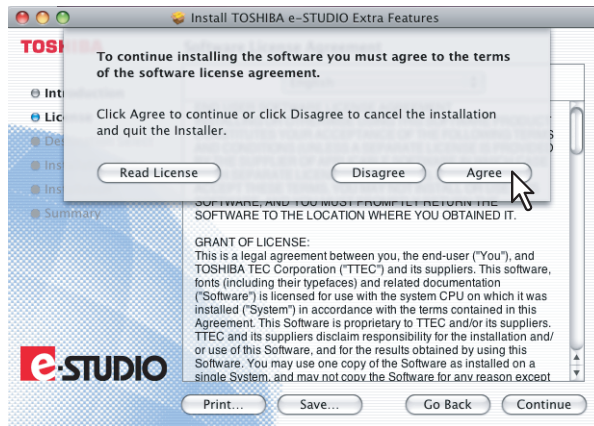 Install TOSHIBA e-STUDIO Extra Features
To continue installing the software you must agree to the terms
of the software license agreement.
Click Agree to continue or click Disagree to cancel the installation
and quit the Installer.
Read License
Disagree
Agree
Summary
SOFTWARE, AND YOU MUST PROMPTLY RETURN THE
SOFTWARE TO THE LOCATION WHERE YOU OBTAINED IT.
GRANT OF LICENSE:
This is a legal agreement between you, the end-user ("You"), and
TOSHIBA TEC Corporation ("TTEC") and its suppliers. This software,
fonts (including their typefaces) and related documentation
("Software") is licensed for use with the system CPU on which it was
installed ("System") in accordance with the terms contained in this
Agreement. This Software is proprietary to TTEC and/or its suppliers.
TTEC and its suppliers disclaim responsibility for the installation and/
or use of this Software, and for the results obtained by using this
Software. You may use one copy of the Software as installed on a
single System, and may not copy the Software for any reason except
e-STUDIO
Print...
Save...
Go Back
Continue